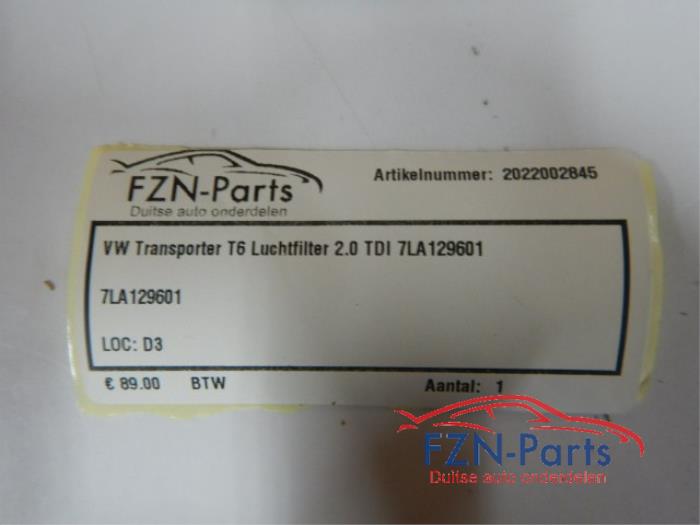 FZN-Parts
Duitse auto onderdelen
Artikelnummer: 2022002845
VW Transporter T6 Luchtfilter 2.0 TDI 7LA129601
7LA129601
LOC: D3
€ 89.00 BTW
Aantal: 1
FZN-Parts
Duitse auto onderdelen